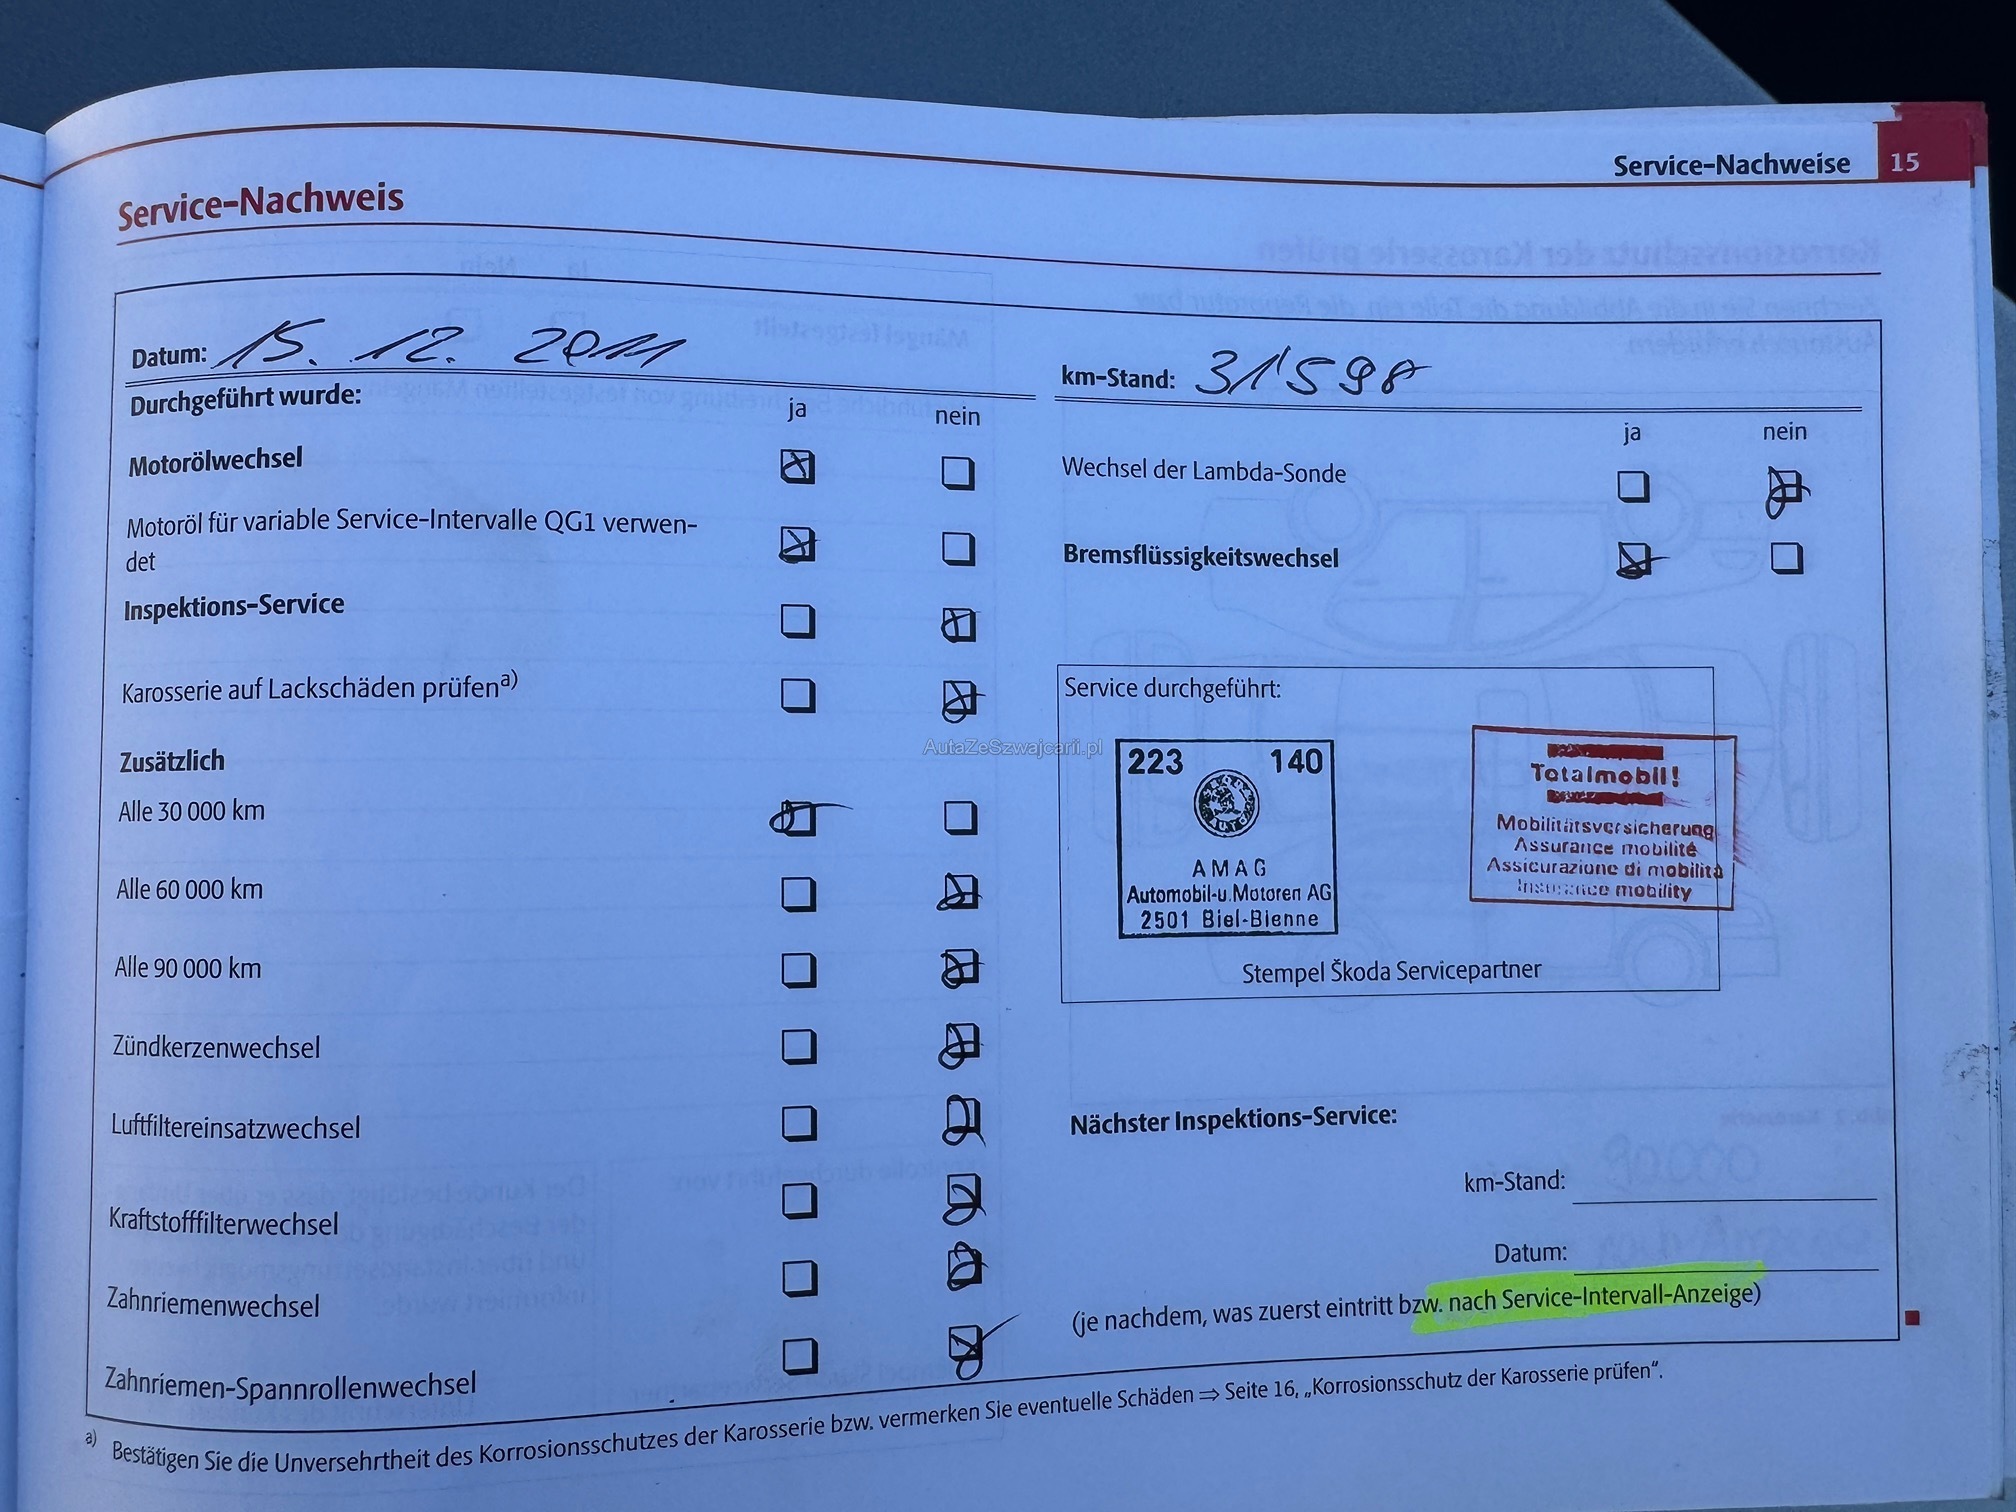 Service-Nachweise 15
Service-Nachweis
Datum: 15. 12. 2011
km-Stand: 31'598
Durchgeführt wurde:
ja nein
Motorölwechsel
Motoröl für variable Service-Intervalle QG1 verwen-
det
Inspektions-Service
Karosserie auf Lackschäden prüfen a)
Zusätzlich
Alle 30 000 km
Alle 60 000 km
Alle 90 000 km
Zündkerzenwechsel
Luftfiltereinsatzwechsel
Kraftstofffilterwechsel
Zahnriemenwechsel
Zahnriemen-Spannrollenwechsel
ja nein
Wechsel der Lambda-Sonde
Bremsflüssigkeitswechsel
Service durchgeführt:
223 140
AUTO
AMAG
Automobil-u.Motoren AG
2501 Biel-Bienne
Totalmobil!
Mobilitätsversicherung
Assurance mobilité
Assicurazione di mobilità
Insurance mobility
Stempel Škoda Servicepartner
Nächster Inspektions-Service:
km-Stand:
Datum:
(je nachdem, was zuerst eintritt bzw. nach Service-Intervall-Anzeige)
a) Bestätigen Sie die Unversehrtheit des Korrosionsschutzes der Karosserie bzw. vermerken Sie eventuelle Schäden ⇒ Seite 16, „Korrosionsschutz der Karosserie prüfen“.
AutaZeSzwajcarii.pl